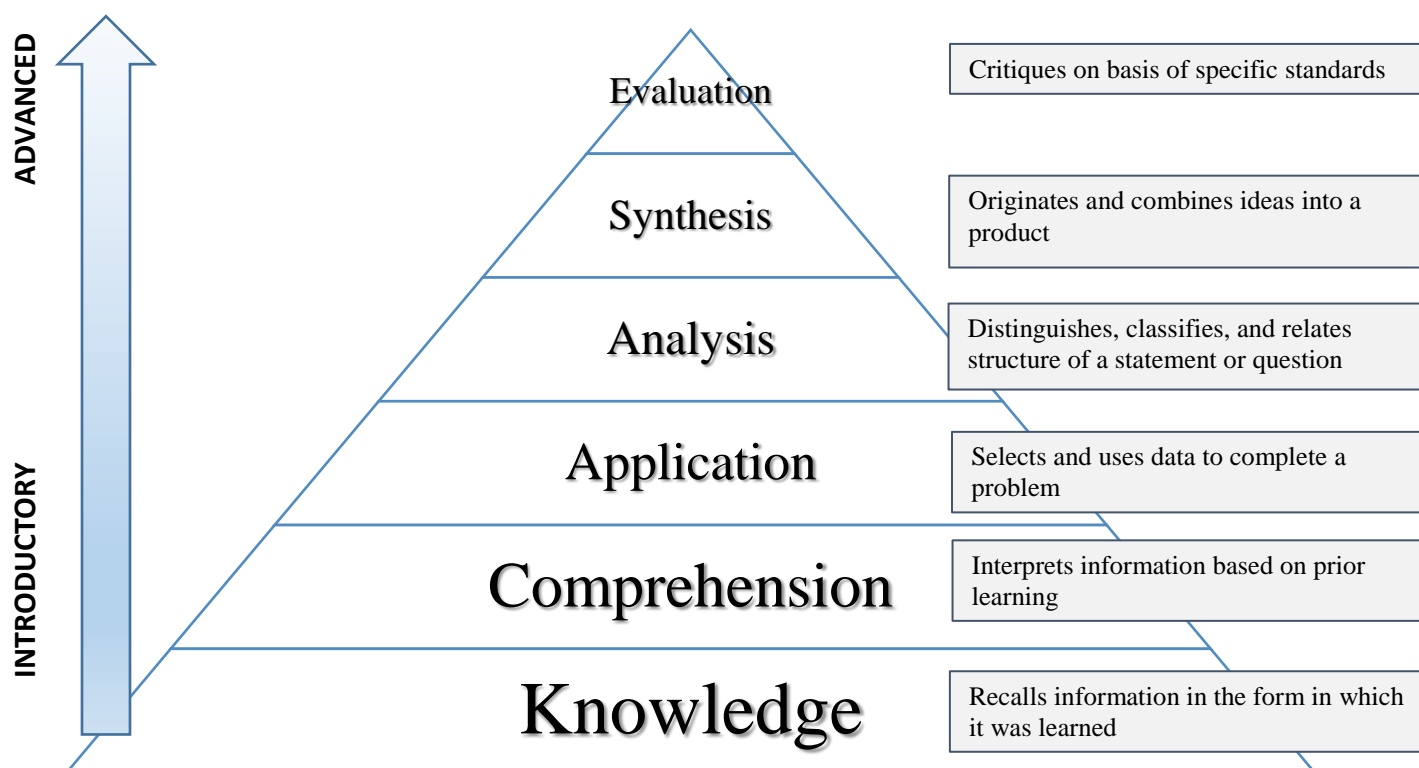 ADVANCED
Evaluation
Critiques on basis of specific standards
Synthesis
Originates and combines ideas into a
product
Analysis
Distinguishes, classifies, and relates
structure of a statement or question
Application
Selects and uses data to complete a
problem
INTRODUCTORY
Comprehension
Interprets information based on prior
learning
Knowledge
Recalls information in the form in which
it was learned